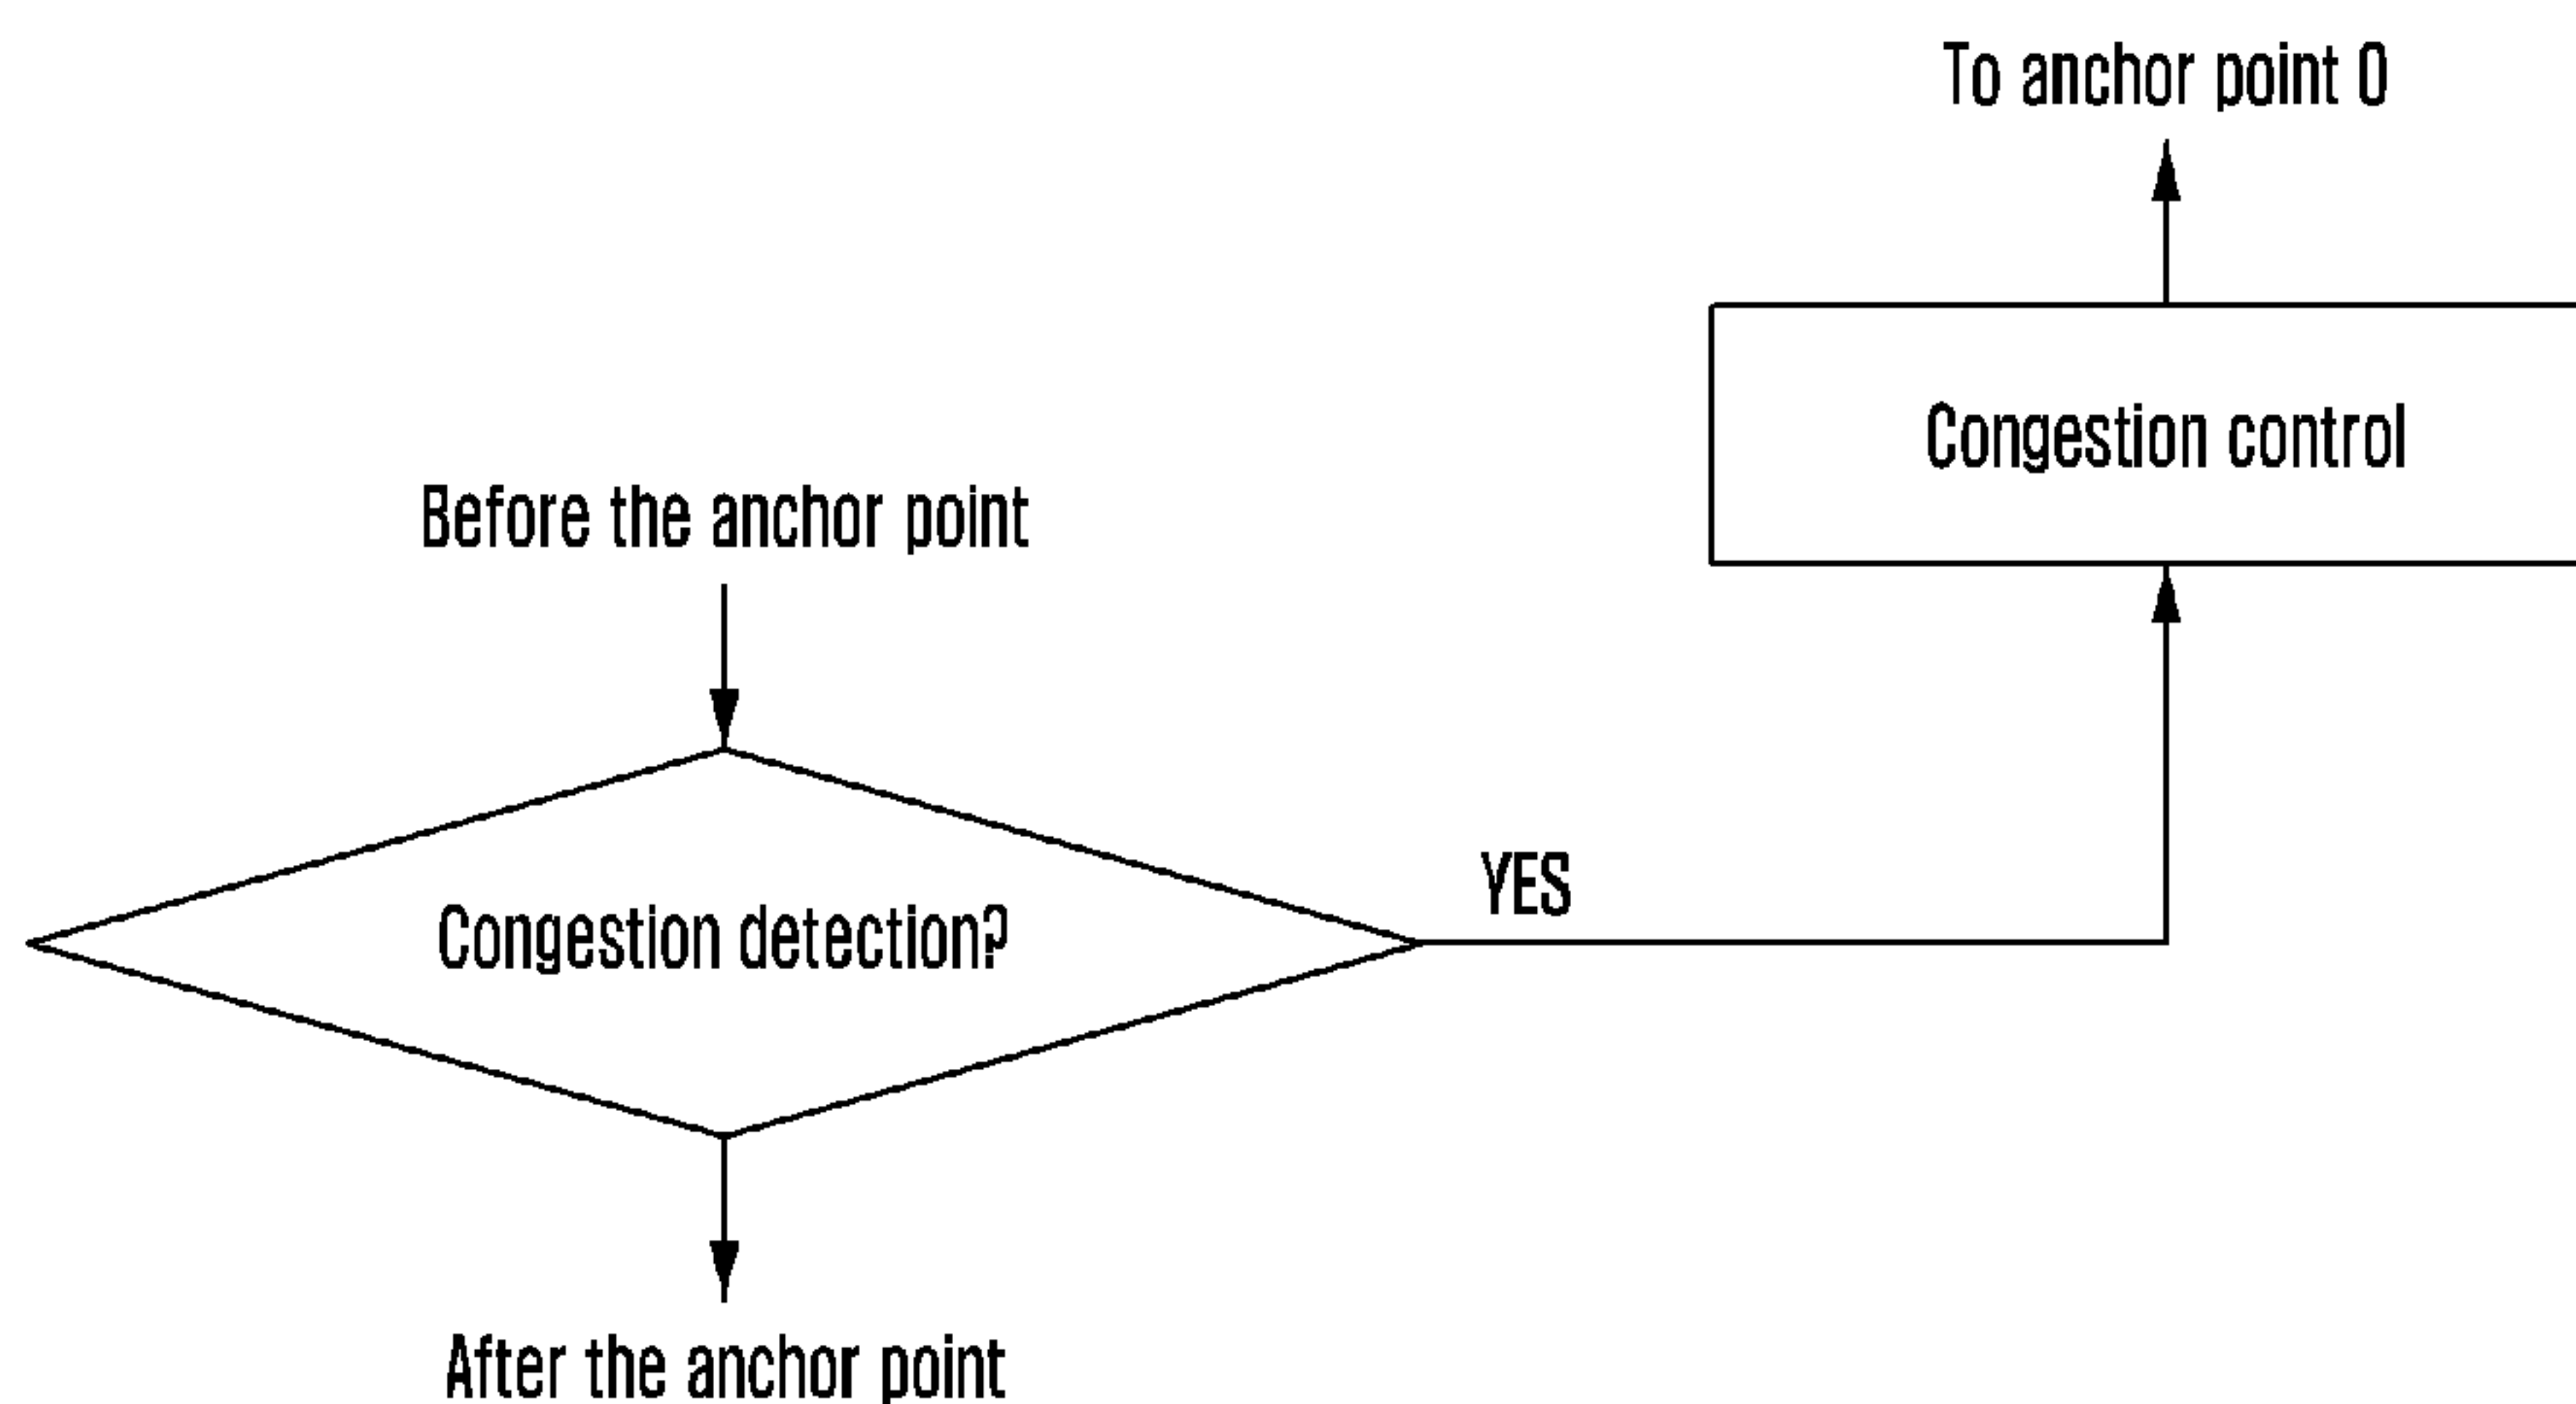 To anchor point 0
Congestion control
Before the anchor point
YES
Congestion detection?
After the anchor point